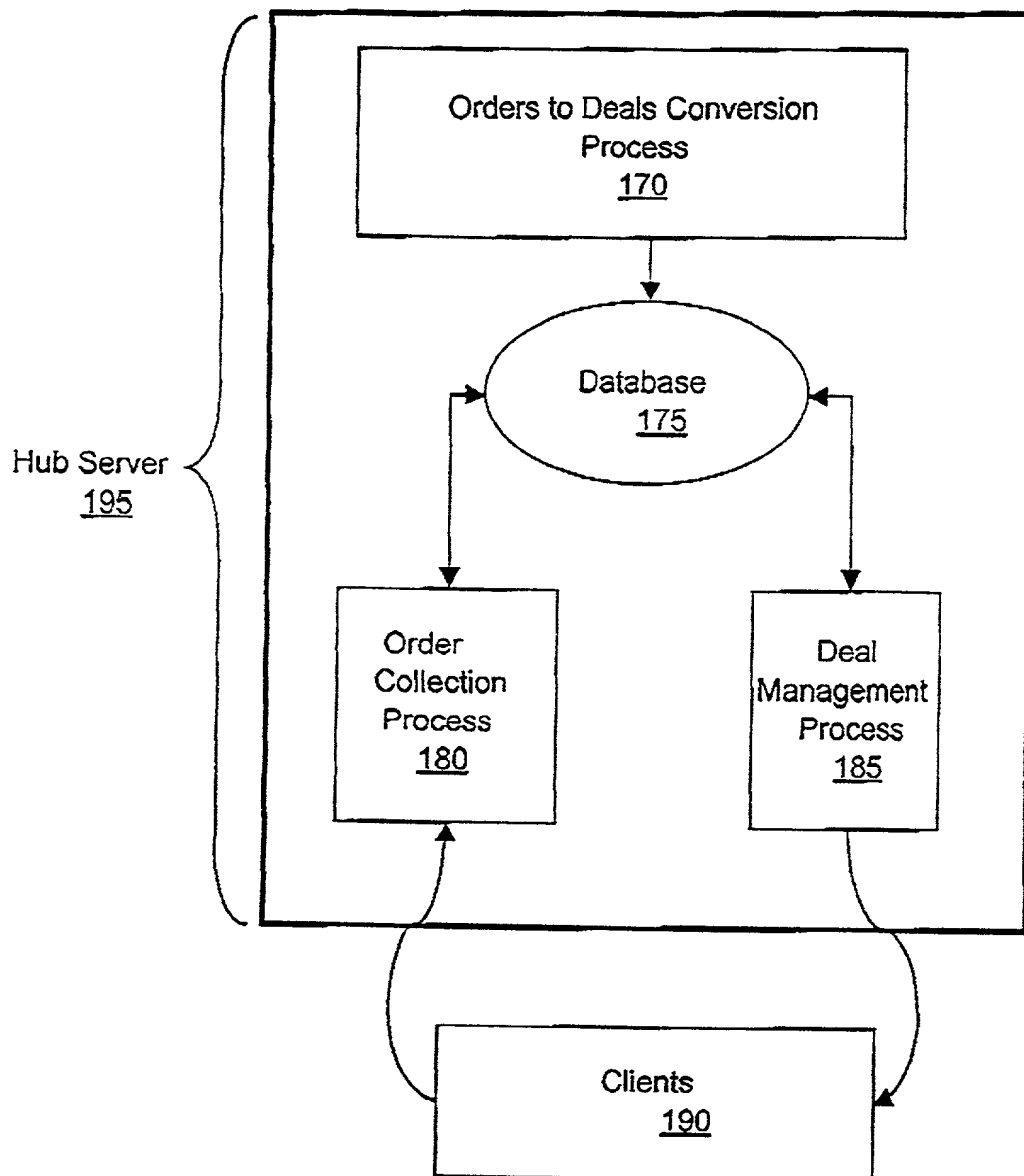 Orders to Deals Conversion
Process
170
Database
175
Hub Server
195
Order
Collection
Process
180
Deal
Management
Process
185
Clients
190